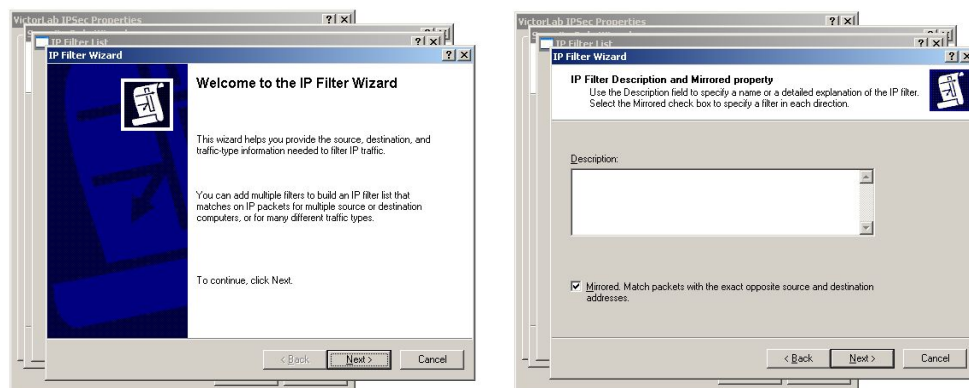 VictorLab IPSec Properties
IP Filter List
IP Filter Wizard
Welcome to the IP Filter Wizard
This wizard helps you provide the source, destination, and
traffic-type information needed to filter IP traffic.
You can add multiple filters to build an IP filter list that
matches on IP packets for multiple source or destination
computers, or for many different traffic types.
To continue, click Next.
< Back
Next >
Cancel
VictorLab IPSec Properties
IP Filter List
IP Filter Wizard
IP Filter Description and Mirrored property
Use the Description field to specify a name or a detailed explanation of the IP filter.
Select the Mirrored check box to specify a filter in each direction.
Description:
Mirrored. Match packets with the exact opposite source and destination
addresses.
< Back
Next >
Cancel